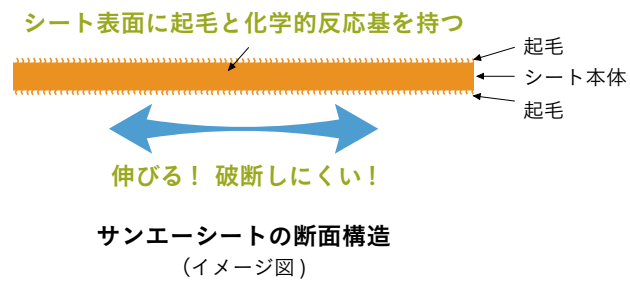 シート表面に起毛と化学的反応基を持つ
起毛
シート本体
起毛
伸びる！ 破断しにくい！
サンエーシートの断面構造
（イメージ図）